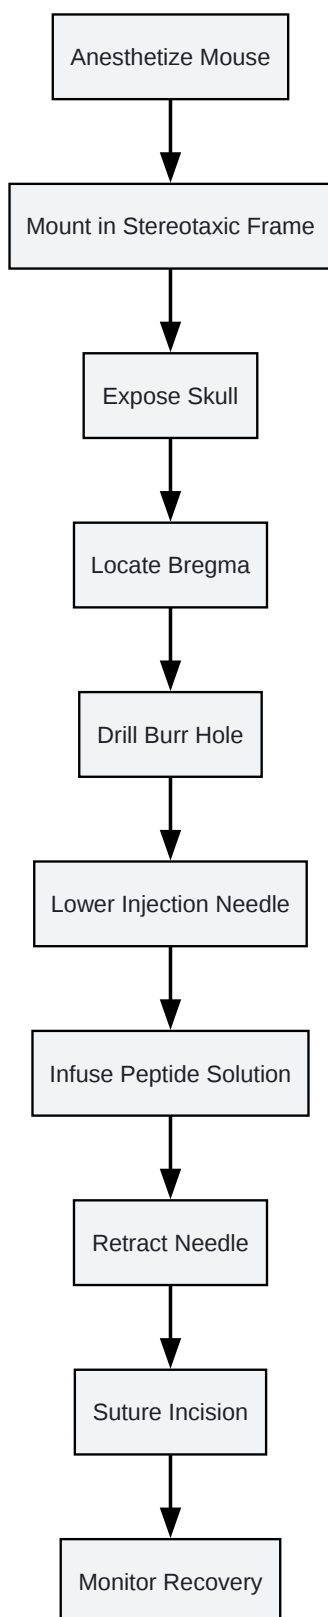 Anesthetize Mouse
Mount in Stereotaxic Frame
Expose Skull
Locate Bregma
Drill Burr Hole
Lower Injection Needle
Infuse Peptide Solution
Retract Needle
Suture Incision
Monitor Recovery